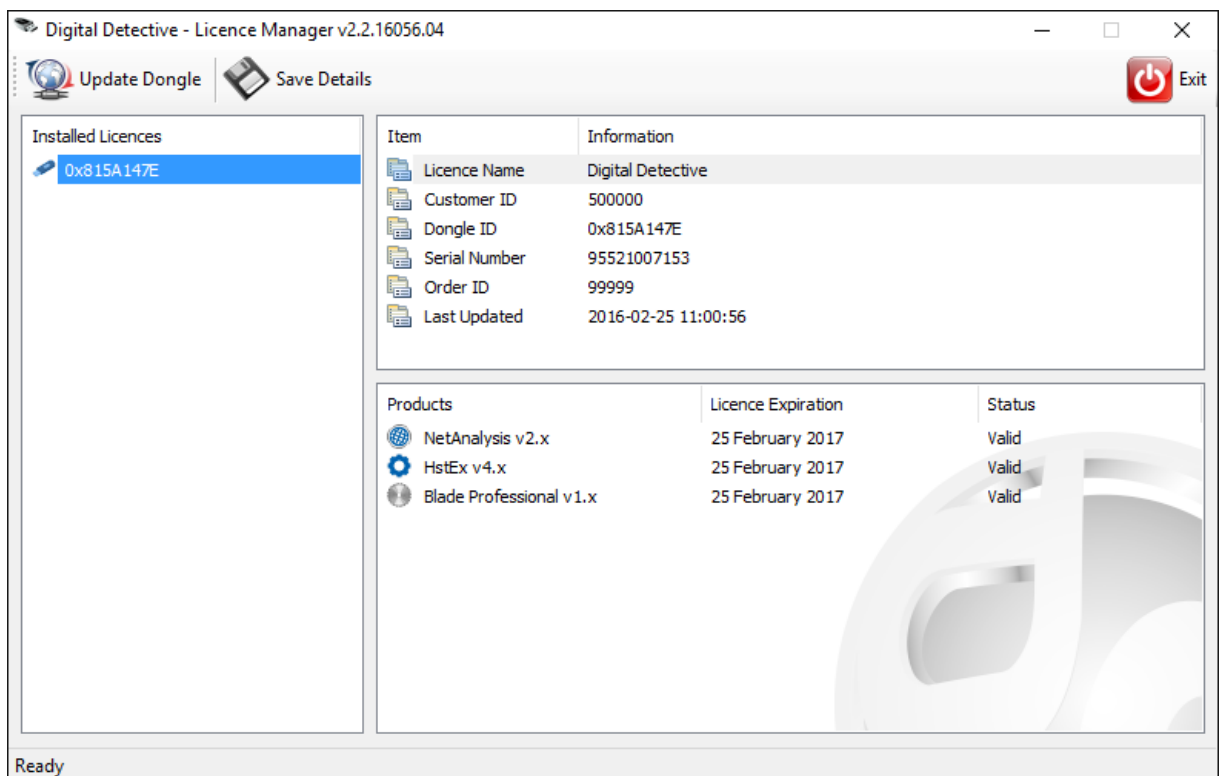 Digital Detective - Licence Manager v2.2.16056.04
Update Dongle Save Details Exit
Installed Licences
0x815A147E
Item Information
Licence Name Digital Detective
Customer ID 500000
Dongle ID 0x815A147E
Serial Number 95521007153
Order ID 99999
Last Updated 2016-02-25 11:00:56
Products Licence Expiration Status
NetAnalysis v2.x 25 February 2017 Valid
HstEx v4.x 25 February 2017 Valid
Blade Professional v1.x 25 February 2017 Valid
Ready